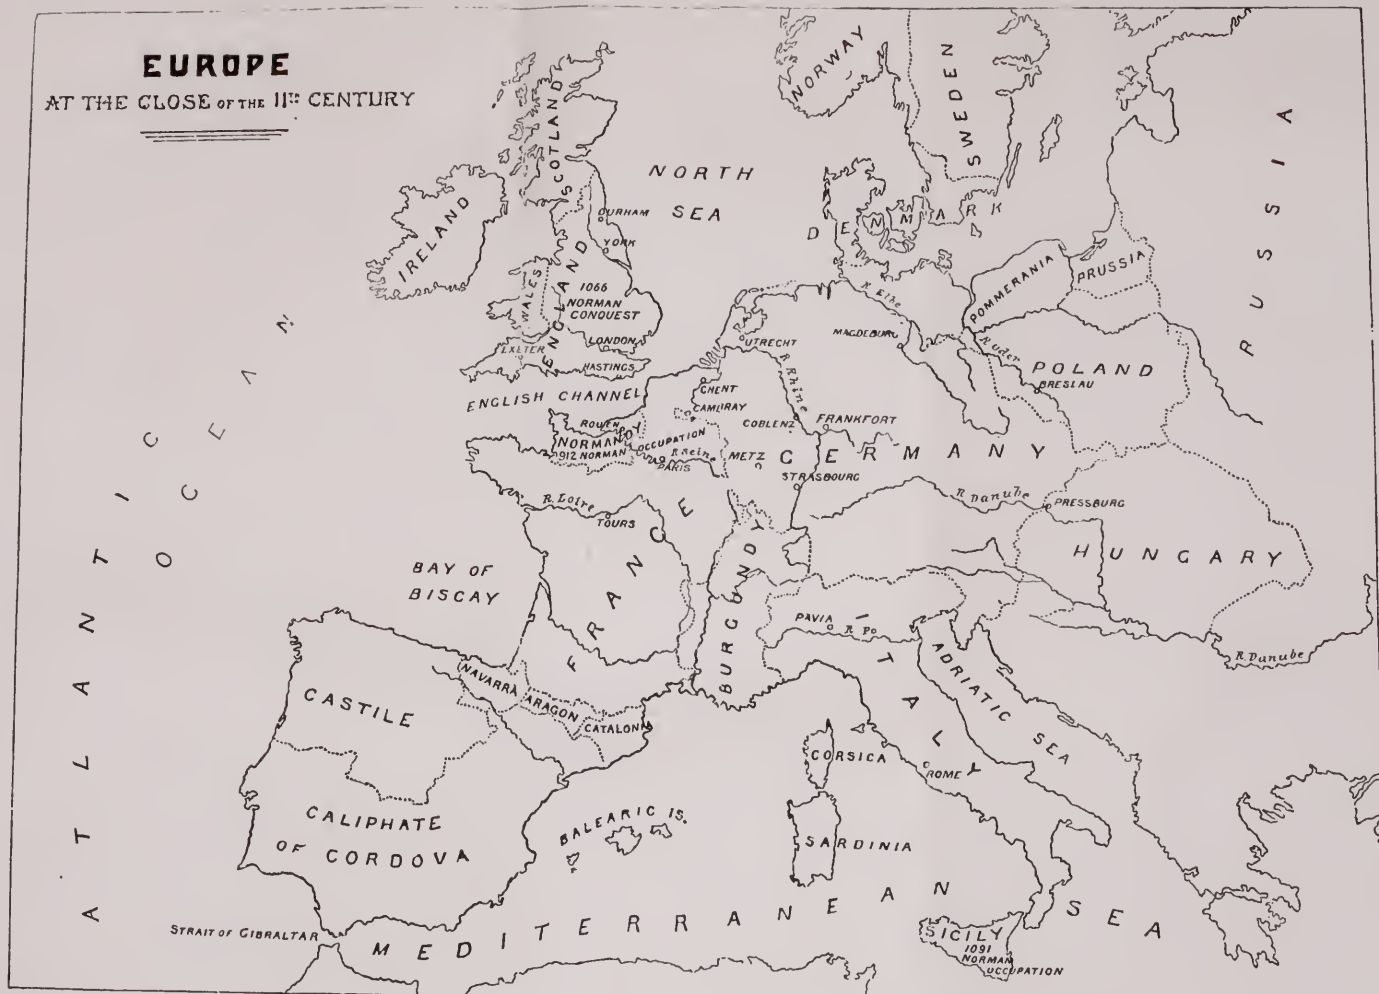 EUROPE
AT THE CLOSE OF THE 11TH CENTURY
NORWAY
SWEDEN
RUSSIA
SCOTLAND
NORTH
SEA
IRELAND
DURHAM
YORK
ENGLAND
WALES
1066
NORMAN
CONQUEST
LONDON
EXETER
HASTINGS
DENMARK
POMMERANIA
PRUSSIA
R. Elbe
MAGDEBURG
R. Oder
POLAND
BRESLAU
UTRECHT
R. Rhine
GHENT
CAMBRAY
COBLENZ
FRANKFORT
ENGLISH CHANNEL
ROUEN
NORMANDY
912 NORMAN
OCCUPATION
R. Seine
PARIS
METZ
GERMANY
STRASBOURG
R. Danube
PRESSBURG
HUNGARY
R. Loire
TOURS
FRANCE
BURGUNDY
ATLANTIC
OCEAN
BAY OF
BISCAY
PAVIA
R. Po
ITALY
ADRIATIC SEA
R. Danube
NAVARRA
ARAGON
CATALONIA
CASTILE
CORSICA
ROME
CALIPHATE
OF CORDOVA
BALEARIC IS.
SARDINIA
STRAIT OF GIBRALTAR
MEDITERRANEAN SEA
SICILY
1091
NORMAN
OCCUPATION